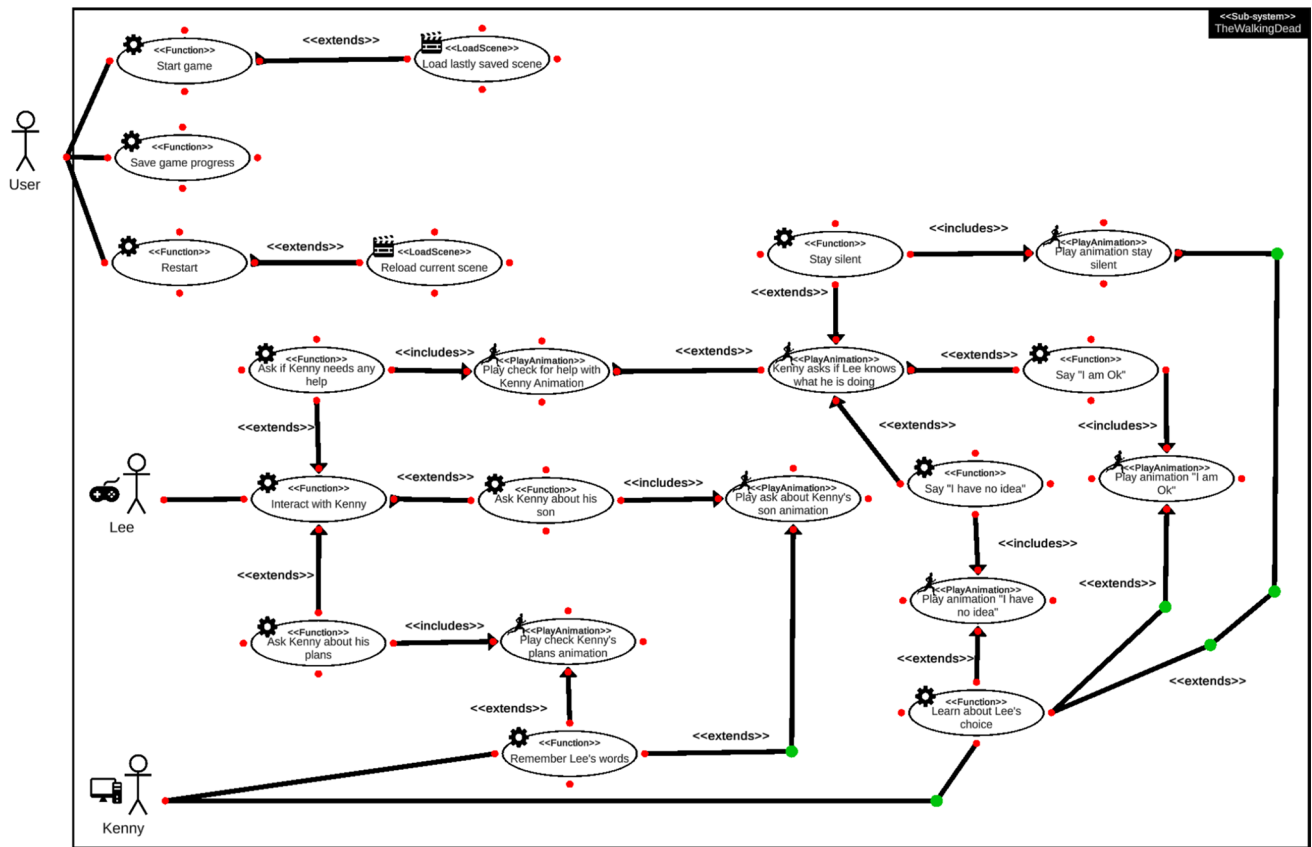 <<Sub-system>>
TheWalkingDead
<<Function>>
Start game
<<extends>>
<<LoadScene>>
Load lastly saved scene
<<Function>>
Save game progress
User
<<Function>>
Restart
<<extends>>
<<LoadScene>>
Reload current scene
<<Function>>
Stay silent
<<includes>>
<<PlayAnimation>>
Play animation stay
silent
<<extends>>
<<Function>>
Ask if Kenny needs any
help
<<includes>>
<<PlayAnimation>>
Play check for help with
Kenny Animation
<<extends>>
<<PlayAnimation>>
Kenny asks if Lee knows
what he is doing
<<extends>>
<<Function>>
Say "I am Ok"
<<extends>>
<<extends>>
<<includes>>
Lee
<<Function>>
Interact with Kenny
<<extends>>
<<Function>>
Ask Kenny about his
son
<<includes>>
<<PlayAnimation>>
Play ask about Kenny's
son animation
<<Function>>
Say "I have no idea"
<<PlayAnimation>>
Play animation "I am
Ok"
<<includes>>
<<extends>>
<<extends>>
<<PlayAnimation>>
Play animation "I have
no idea"
<<Function>>
Ask Kenny about his
plans
<<includes>>
<<PlayAnimation>>
Play check Kenny's
plans animation
<<extends>>
<<extends>>
<<extends>>
<<Function>>
Learn about Lee's
choice
<<extends>>
<<Function>>
Remember Lee's words
<<extends>>
Kenny